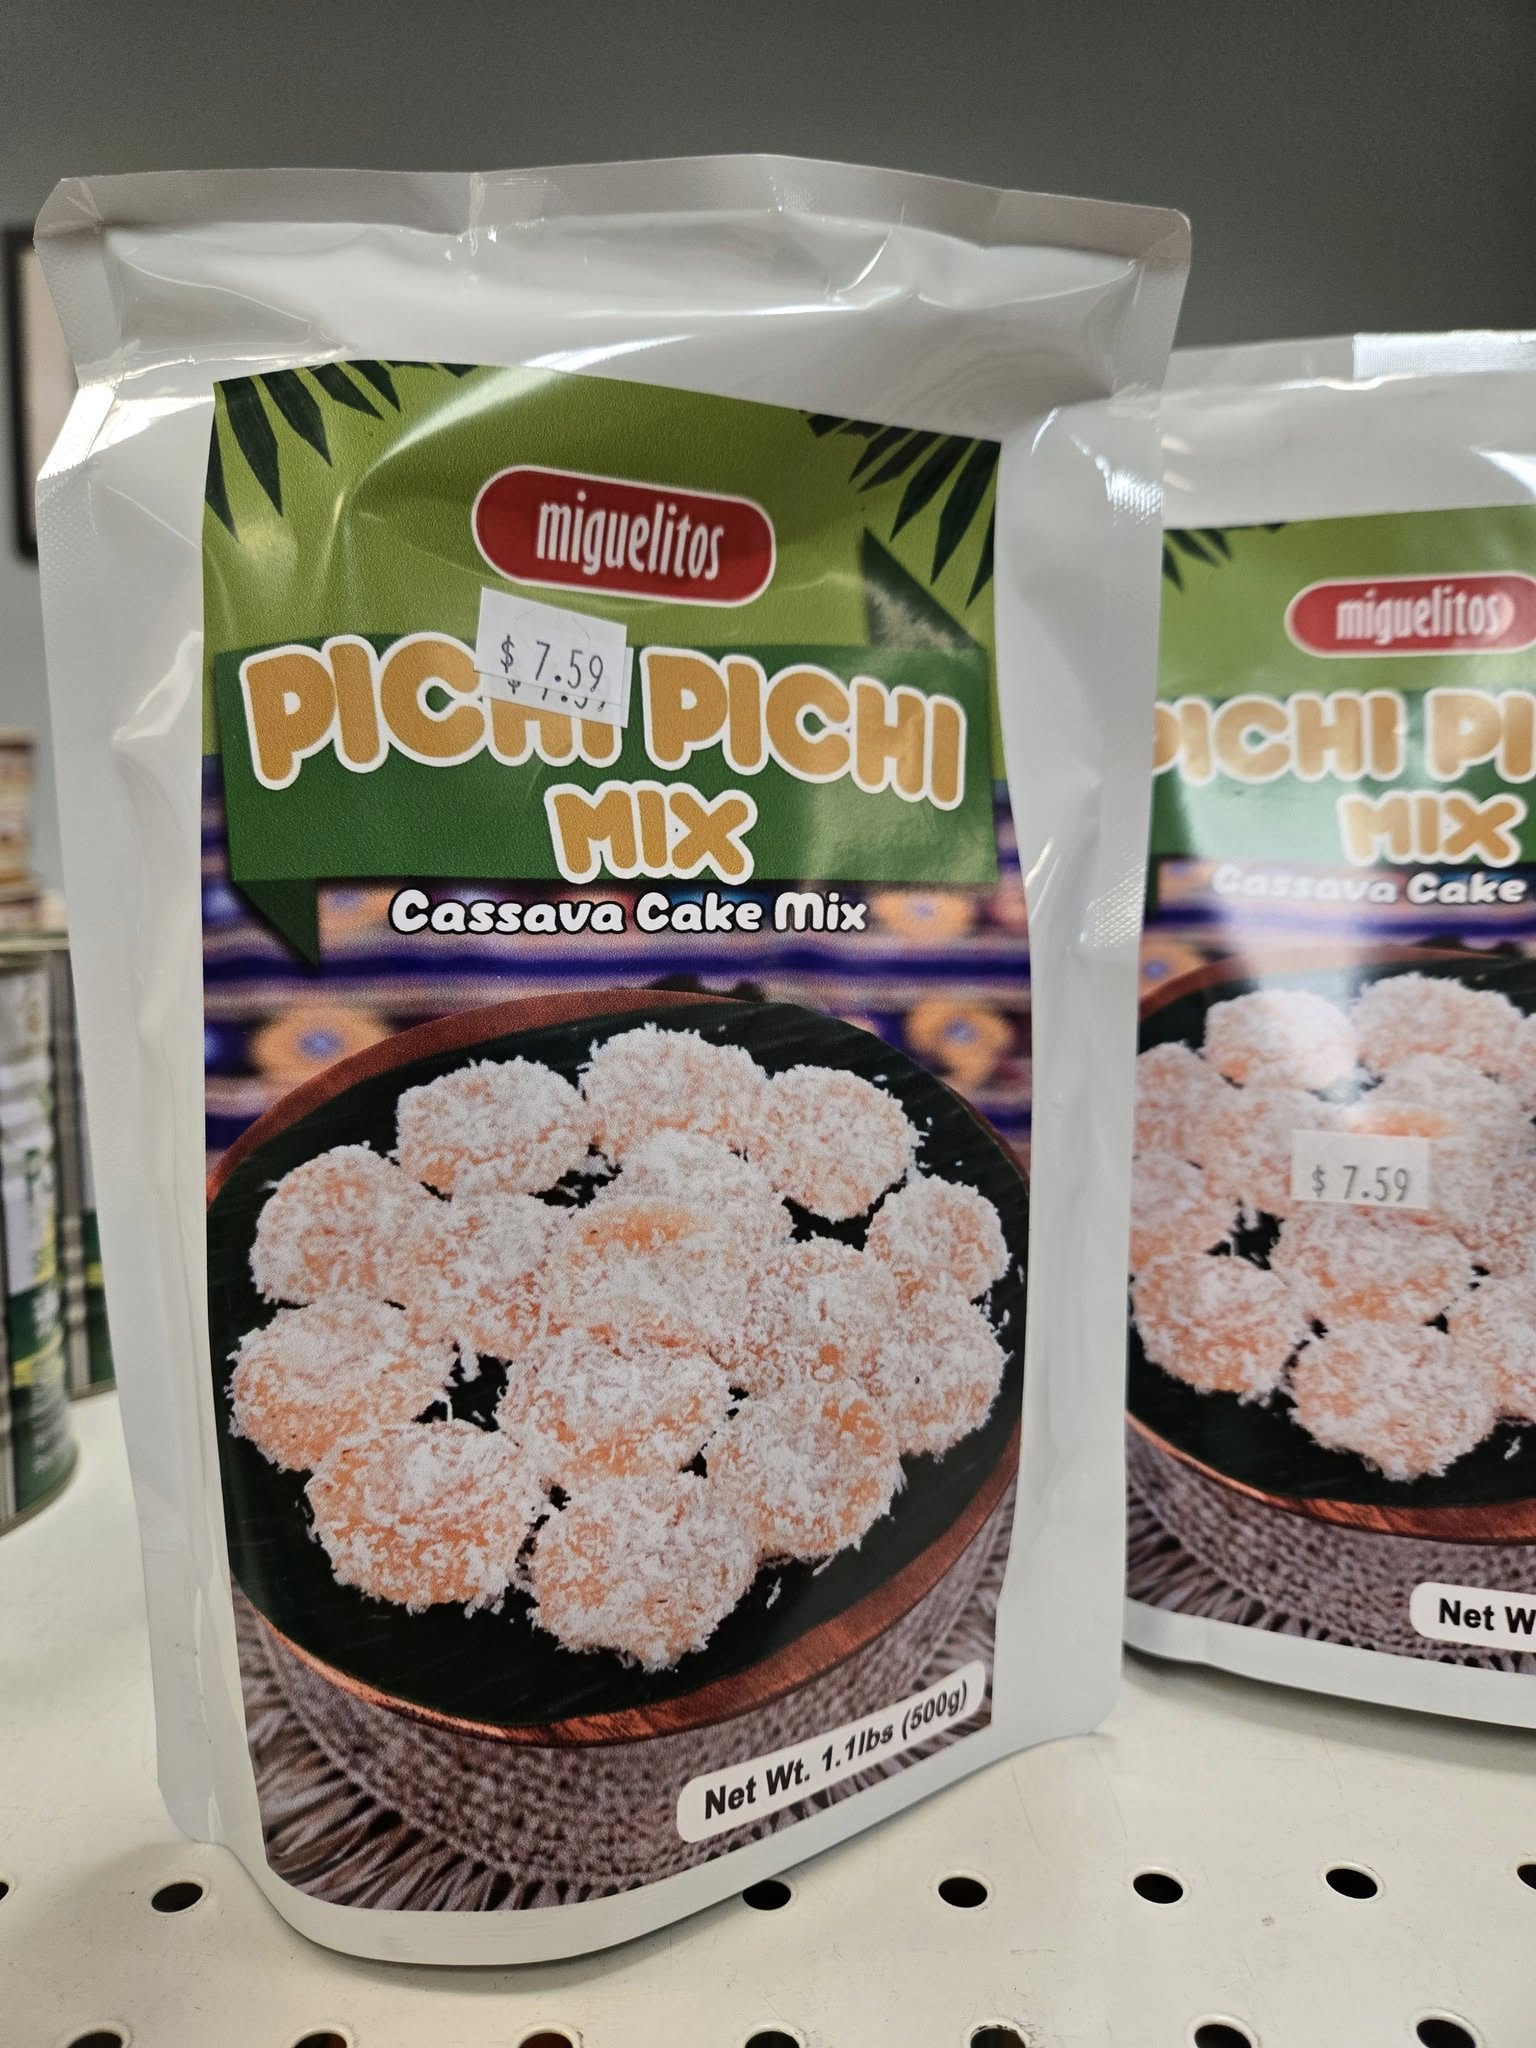 miguelitos
$ 7.59
PICHI PICHI
MIX
Cassava Cake Mix
Net Wt. 1.1lbs (500g)
miguelitos
PICHI PI
MIX
Cassava Cake
$ 7.59
Net W